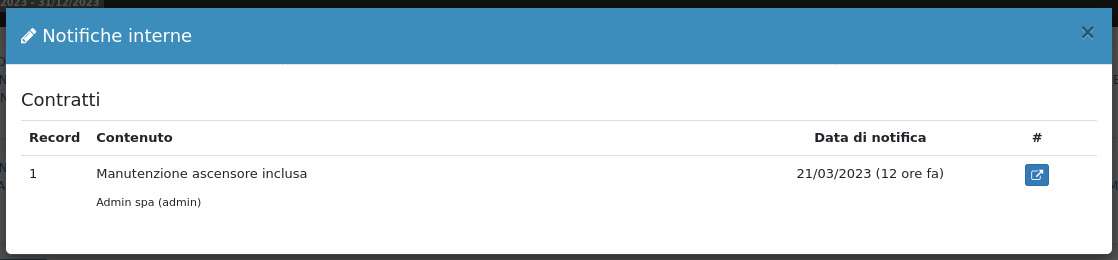 2023 - 31/12/2023
Notifiche interne
×
Contratti
Record Contenuto Data di notifica #
1 Manutenzione ascensore inclusa 21/03/2023 (12 ore fa)
Admin spa (admin)